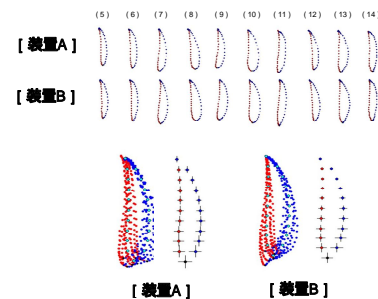 (5) (6) (7) (8) (9) (10) (11) (12) (13) (14)
[ 装置A ]
[ 装置B ]
[ 装置A ] [ 装置B ]